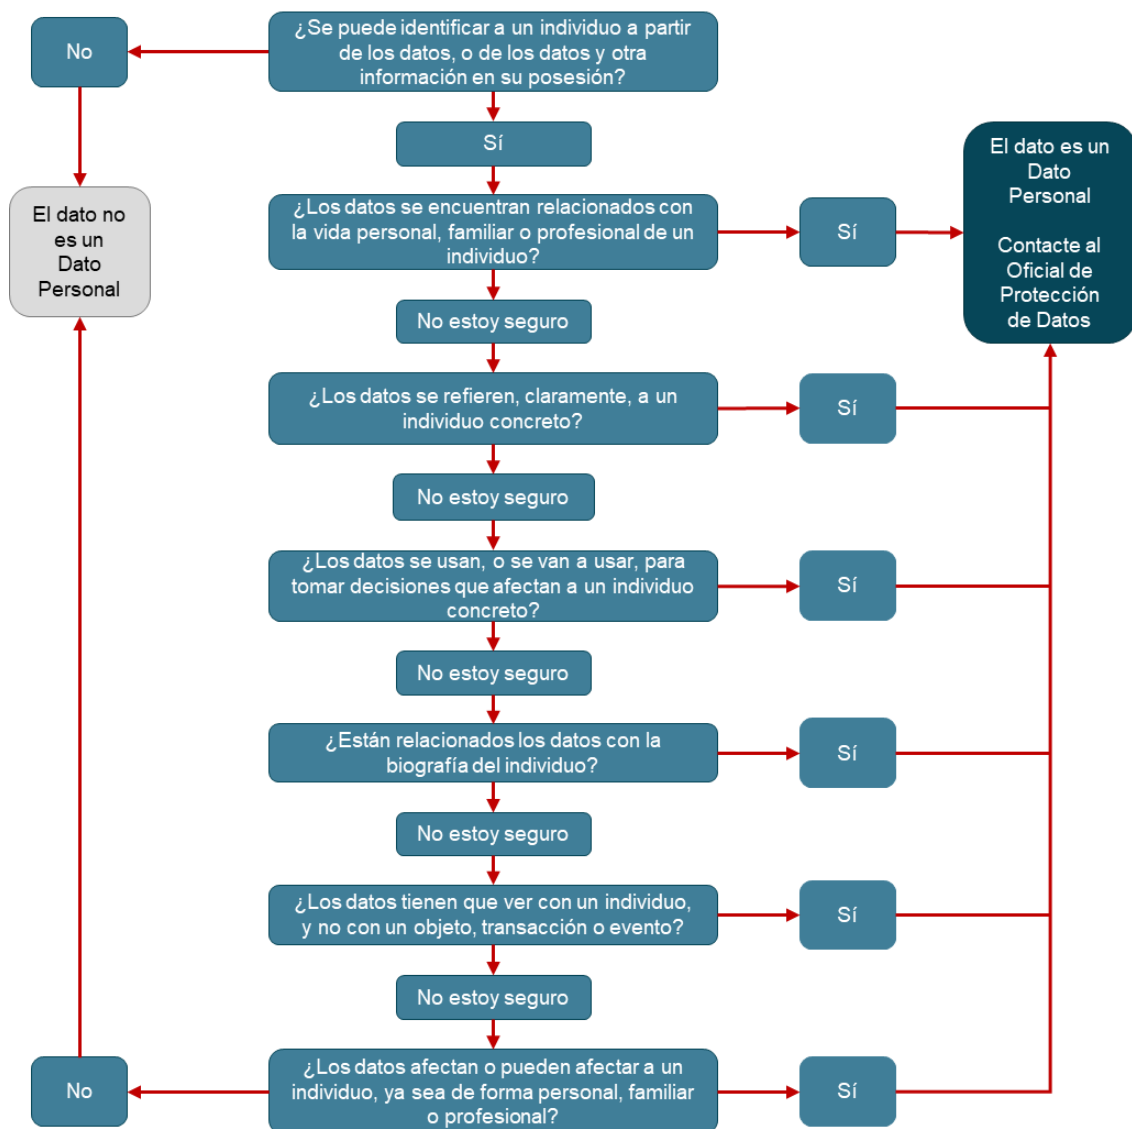 No
¿Se puede identificar a un individuo a partir
de los datos, o de los datos y otra
información en su posesión?
Sí
El dato no
es un
Dato
Personal
¿Los datos se encuentran relacionados con
la vida personal, familiar o profesional de un
individuo?
Sí
El dato es un
Dato
Personal
Contacte al
Oficial de
Protección
de Datos
No estoy seguro
¿Los datos se refieren, claramente, a un
individuo concreto?
Sí
No estoy seguro
¿Los datos se usan, o se van a usar, para
tomar decisiones que afectan a un individuo
concreto?
Sí
No estoy seguro
¿Están relacionados los datos con la
biografía del individuo?
Sí
No estoy seguro
¿Los datos tienen que ver con un individuo,
y no con un objeto, transacción o evento?
Sí
No estoy seguro
No
¿Los datos afectan o pueden afectar a un
individuo, ya sea de forma personal, familiar
o profesional?
Sí